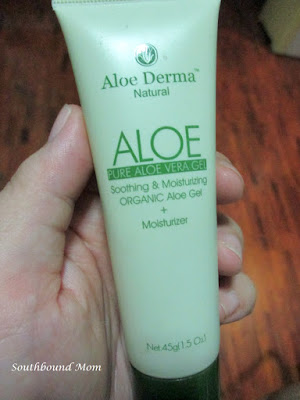 Aloe Derma™
Natural
ALOE
PURE ALOE VERA GEL
Soothing & Moisturizing
ORGANIC Aloe Gel
+
Moisturizer
Net.45g(1.5 Oz)
Southbound Mom